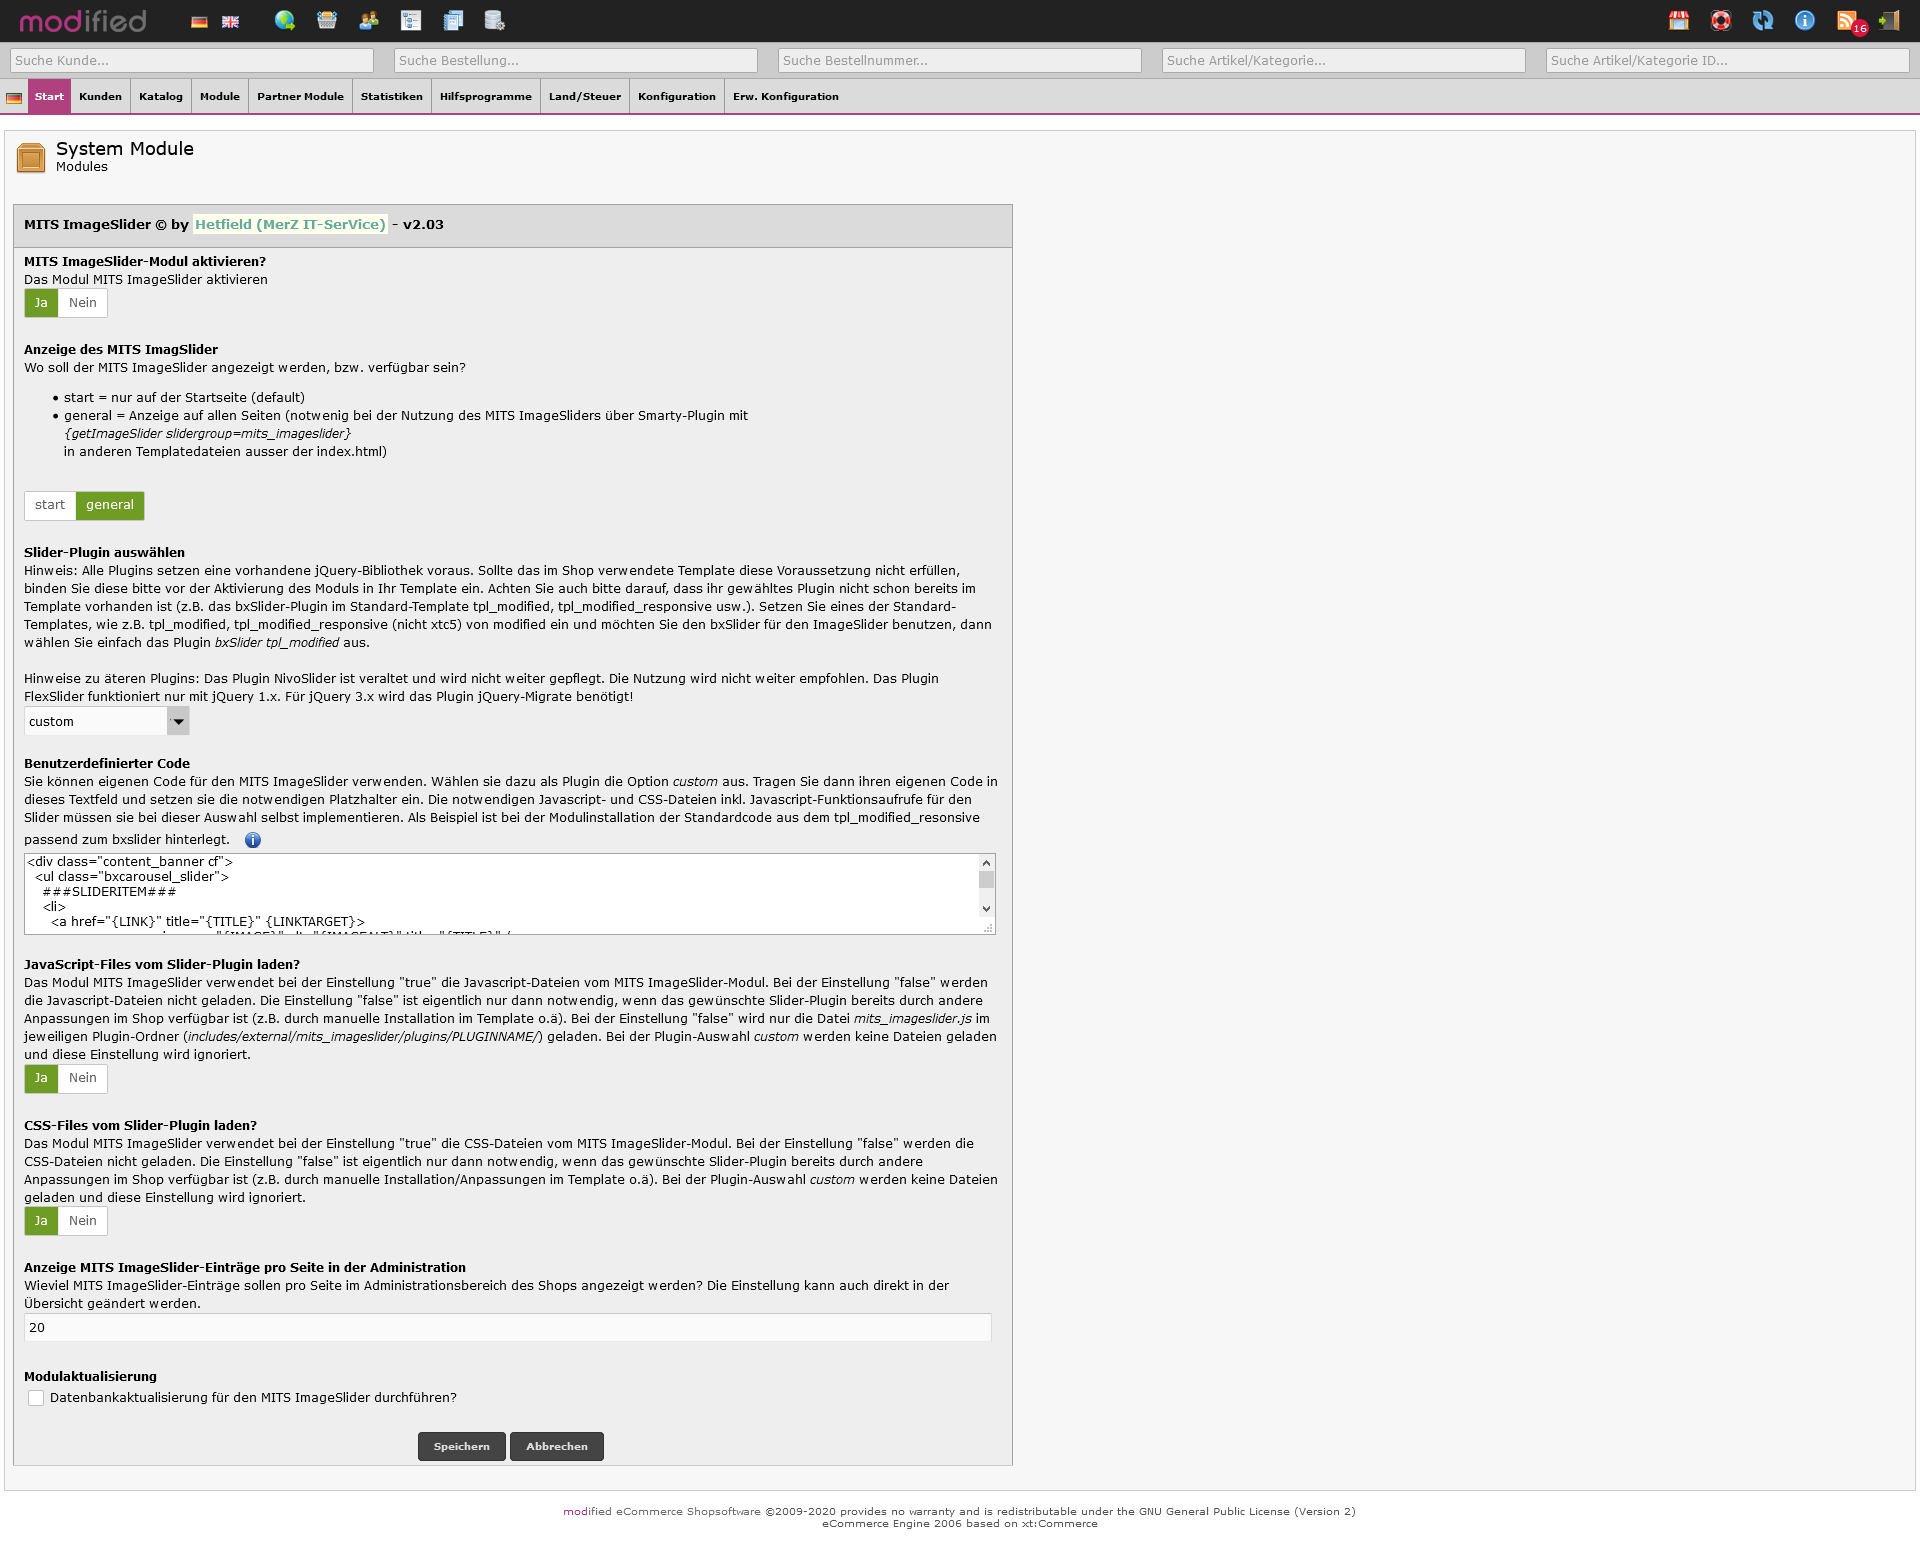 modified
16
Suche Kunde...
Suche Bestellung...
Suche Bestellnummer...
Suche Artikel/Kategorie...
Suche Artikel/Kategorie ID...
Start Kunden Katalog Module Partner Module Statistiken Hilfsprogramme Land/Steuer Konfiguration Erw. Konfiguration
System Module
Modules
MITS ImageSlider © by Hetfield (MerZ IT-SerVice) - v2.03
MITS ImageSlider-Modul aktivieren?
Das Modul MITS ImageSlider aktivieren
Ja Nein
Anzeige des MITS ImagSlider
Wo soll der MITS ImageSlider angezeigt werden, bzw. verfügbar sein?
• start = nur auf der Startseite (default)
• general = Anzeige auf allen Seiten (notwenig bei der Nutzung des MITS ImageSliders über Smarty-Plugin mit
{getImageSlider slidergroup=mits_imageslider}
in anderen Templatedateien ausser der index.html)
start general
Slider-Plugin auswählen
Hinweis: Alle Plugins setzen eine vorhandene jQuery-Bibliothek voraus. Sollte das im Shop verwendete Template diese Voraussetzung nicht erfüllen,
binden Sie diese bitte vor der Aktivierung des Moduls in Ihr Template ein. Achten Sie auch bitte darauf, dass ihr gewähltes Plugin nicht schon bereits im
Template vorhanden ist (z.B. das bxSlider-Plugin im Standard-Template tpl_modified, tpl_modified_responsive usw.). Setzen Sie eines der Standard-
Templates, wie z.B. tpl_modified, tpl_modified_responsive (nicht xtc5) von modified ein und möchten Sie den bxSlider für den ImageSlider benutzen, dann
wählen Sie einfach das Plugin bxSlider tpl_modified aus.
Hinweise zu äteren Plugins: Das Plugin NivoSlider ist veraltet und wird nicht weiter gepflegt. Die Nutzung wird nicht weiter empfohlen. Das Plugin
FlexSlider funktioniert nur mit jQuery 1.x. Für jQuery 3.x wird das Plugin jQuery-Migrate benötigt!
custom
Benutzerdefinierter Code
Sie können eigenen Code für den MITS ImageSlider verwenden. Wählen sie dazu als Plugin die Option custom aus. Tragen Sie dann ihren eigenen Code in
dieses Textfeld und setzen sie die notwendigen Platzhalter ein. Die notwendigen Javascript- und CSS-Dateien inkl. Javascript-Funktionsaufrufe für den
Slider müssen sie bei dieser Auswahl selbst implementieren. Als Beispiel ist bei der Modulinstallation der Standardcode aus dem tpl_modified_resonsive
passend zum bxslider hinterlegt.
<div class="content_banner cf">
<ul class="bxcarousel_slider">
###SLIDERITEM###
<li>
<a href="{LINK}" title="{TITLE}" {LINKTARGET}>
JavaScript-Files vom Slider-Plugin laden?
Das Modul MITS ImageSlider verwendet bei der Einstellung "true" die Javascript-Dateien vom MITS ImageSlider-Modul. Bei der Einstellung "false" werden
die Javascript-Dateien nicht geladen. Die Einstellung "false" ist eigentlich nur dann notwendig, wenn das gewünschte Slider-Plugin bereits durch andere
Anpassungen im Shop verfügbar ist (z.B. durch manuelle Installation im Template o.ä). Bei der Einstellung "false" wird nur die Datei mits_imageslider.js im
jeweiligen Plugin-Ordner (includes/external/mits_imageslider/plugins/PLUGINNAME/) geladen. Bei der Plugin-Auswahl custom werden keine Dateien geladen
und diese Einstellung wird ignoriert.
Ja Nein
CSS-Files vom Slider-Plugin laden?
Das Modul MITS ImageSlider verwendet bei der Einstellung "true" die CSS-Dateien vom MITS ImageSlider-Modul. Bei der Einstellung "false" werden die
CSS-Dateien nicht geladen. Die Einstellung "false" ist eigentlich nur dann notwendig, wenn das gewünschte Slider-Plugin bereits durch andere
Anpassungen im Shop verfügbar ist (z.B. durch manuelle Installation/Anpassungen im Template o.ä). Bei der Plugin-Auswahl custom werden keine Dateien
geladen und diese Einstellung wird ignoriert.
Ja Nein
Anzeige MITS ImageSlider-Einträge pro Seite in der Administration
Wieviel MITS ImageSlider-Einträge sollen pro Seite im Administrationsbereich des Shops angezeigt werden? Die Einstellung kann auch direkt in der
Übersicht geändert werden.
20
Modulaktualisierung
Datenbankaktualisierung für den MITS ImageSlider durchführen?
Speichern Abbrechen
modified eCommerce Shopsoftware ©2009-2020 provides no warranty and is redistributable under the GNU General Public License (Version 2)
eCommerce Engine 2006 based on xt:Commerce